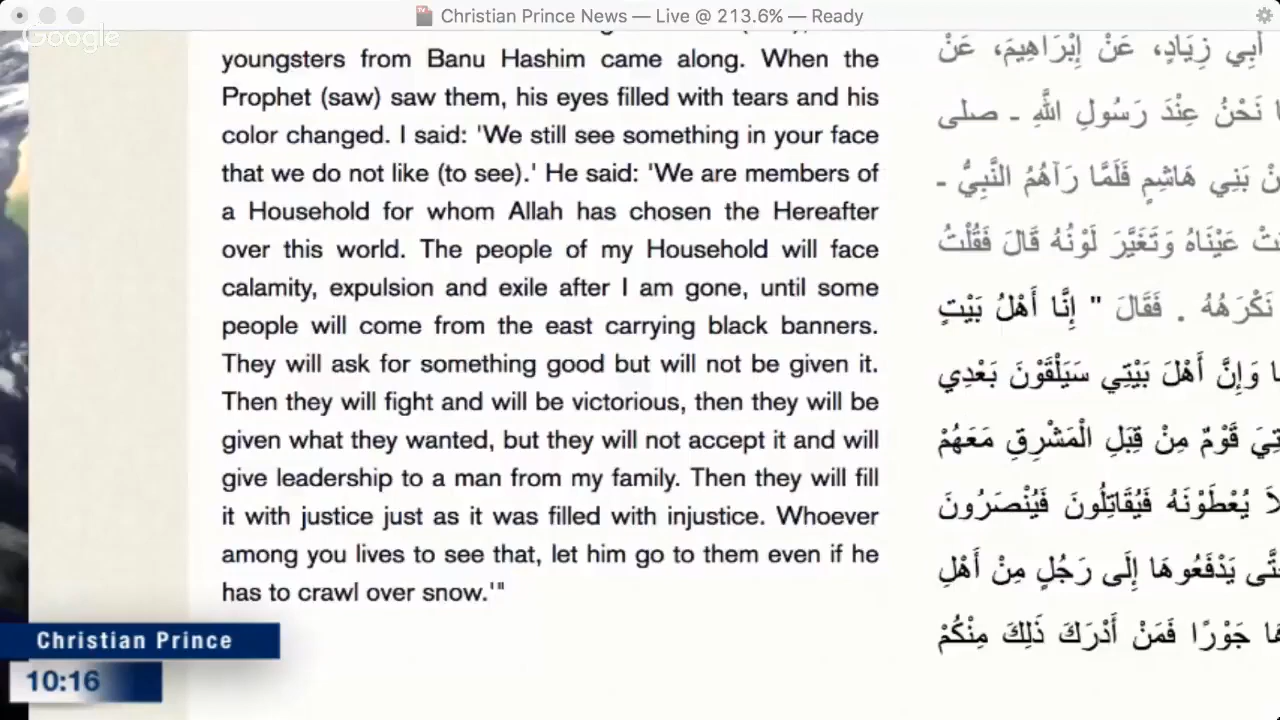 Christian Prince News — Live @ 213.6% — Ready
Google
youngsters from Banu Hashim came along. When the
Prophet (saw) saw them, his eyes filled with tears and his
color changed. I said: 'We still see something in your face
that we do not like (to see).' He said: 'We are members of
a Household for whom Allah has chosen the Hereafter
over this world. The people of my Household will face
calamity, expulsion and exile after I am gone, until some
people will come from the east carrying black banners.
They will ask for something good but will not be given it.
Then they will fight and will be victorious, then they will be
given what they wanted, but they will not accept it and will
give leadership to a man from my family. Then they will fill
it with justice just as it was filled with injustice. Whoever
among you lives to see that, let him go to them even if he
has to crawl over snow.'"
أَبِي زِيَادٍ، عَنْ إِبْرَاهِيمَ، عَنْ
نَحْنُ عِنْدَ رَسُولِ اللَّهِ ـ صلى
بَنِي هَاشِمٍ فَلَمَّا رَآهُمُ النَّبِيُّ ـ
عَيْنَاهُ وَتَغَيَّرَ لَوْنُهُ قَالَ فَقُلْتُ
نَكْرَهُهُ . فَقَالَ " إِنَّا أَهْلُ بَيْتٍ
وَإِنَّ أَهْلَ بَيْتِي سَيَلْقَوْنَ بَعْدِي
قَوْمٌ مِنْ قِبَلِ الْمَشْرِقِ مَعَهُمْ
يُعْطَوْنَهُ فَيُقَاتِلُونَ فَيُنْصَرُونَ
يَدْفَعُوهَا إِلَى رَجُلٍ مِنْ أَهْلِ
جَوْرًا فَمَنْ أَدْرَكَ ذَلِكَ مِنْكُمْ
Christian Prince
10:16